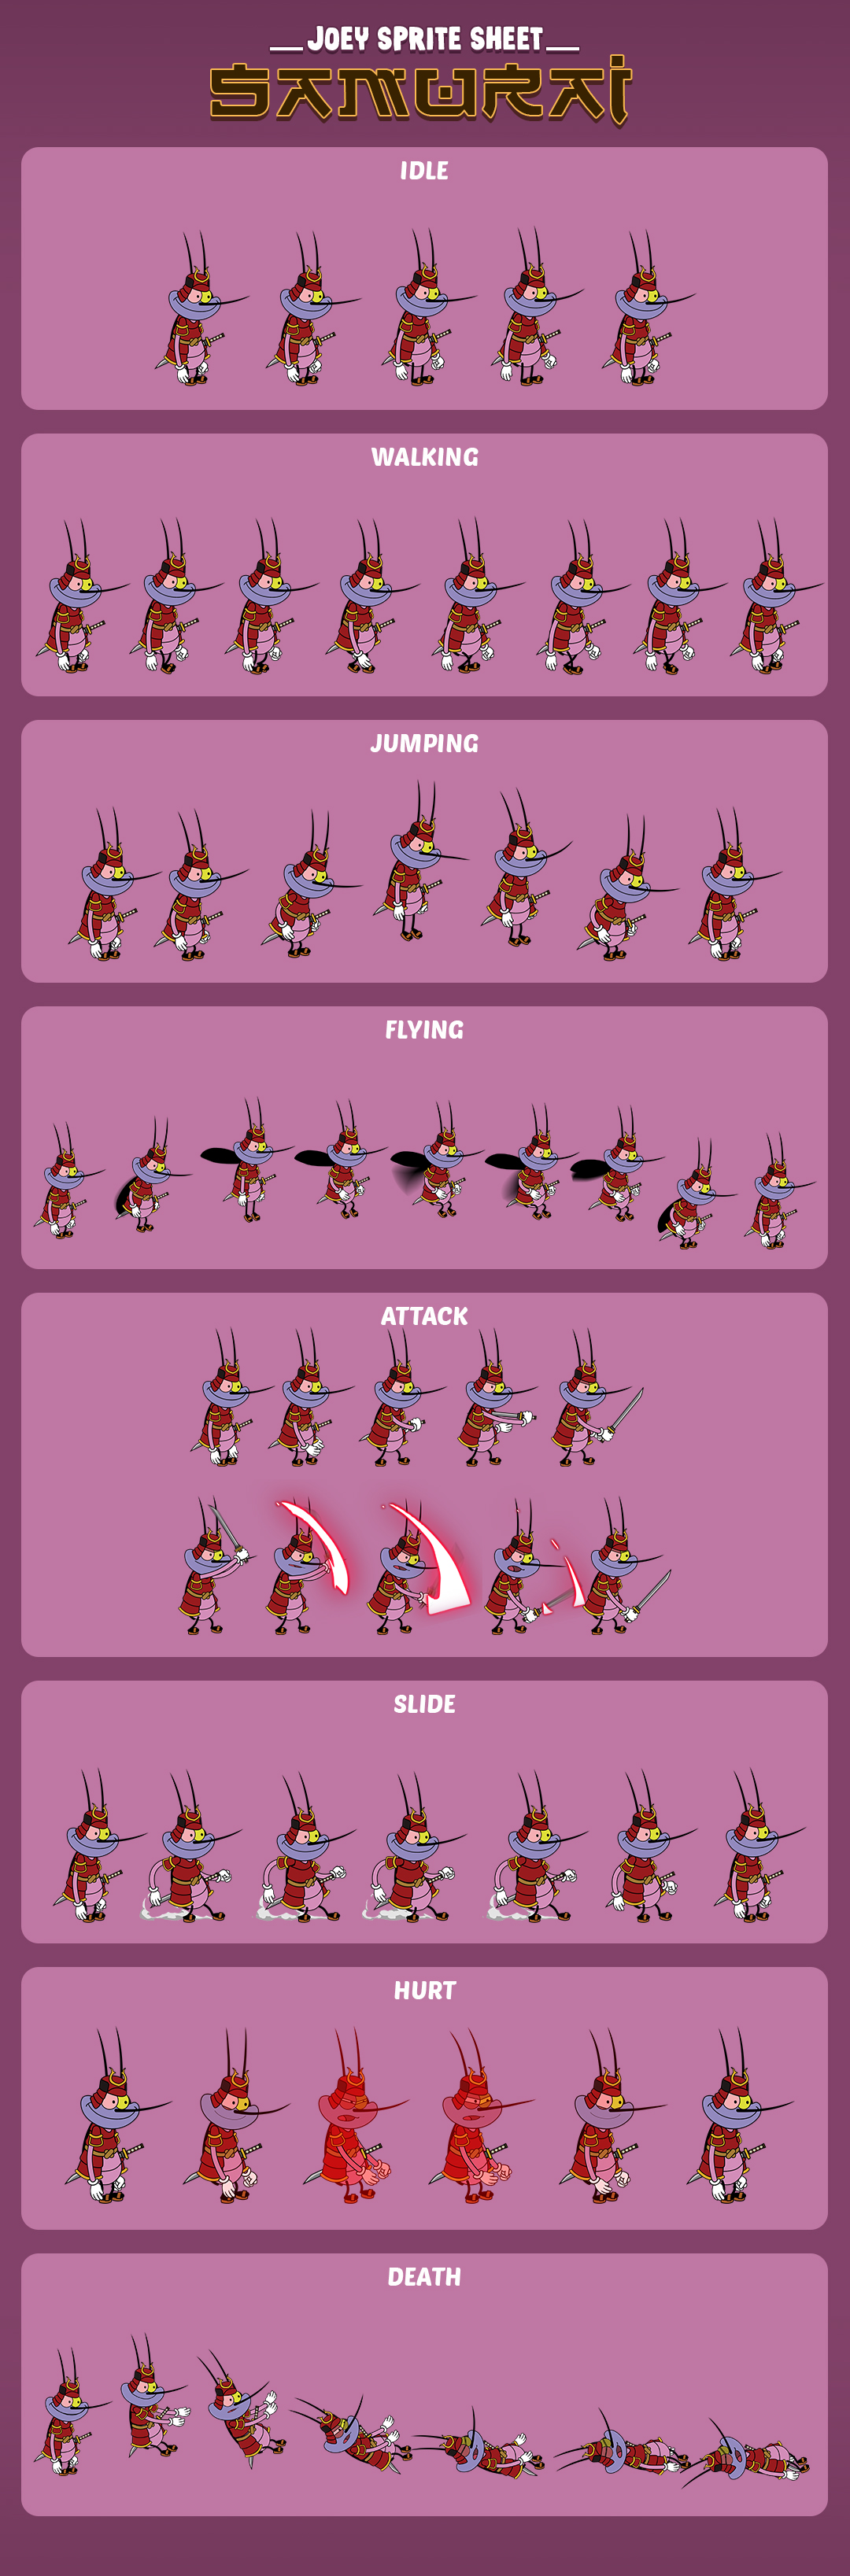 JOEY SPRITE SHEET
SAMURAI
IDLE
WALKING
JUMPING
FLYING
ATTACK
SLIDE
HURT
DEATH